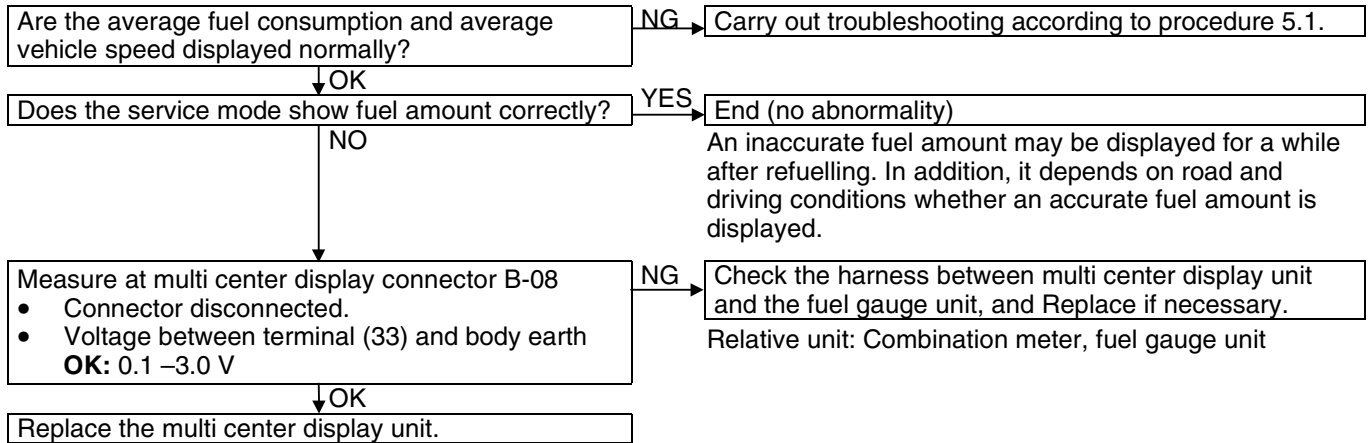 Are the average fuel consumption and average
vehicle speed displayed normally?
NG
Carry out troubleshooting according to procedure 5.1.
OK
Does the service mode show fuel amount correctly?
YES
End (no abnormality)
An inaccurate fuel amount may be displayed for a while
after refuelling. In addition, it depends on road and
driving conditions whether an accurate fuel amount is
displayed.
NO
Measure at multi center display connector B-08
• Connector disconnected.
• Voltage between terminal (33) and body earth
OK: 0.1 –3.0 V
NG
Check the harness between multi center display unit
and the fuel gauge unit, and Replace if necessary.
Relative unit: Combination meter, fuel gauge unit
OK
Replace the multi center display unit.